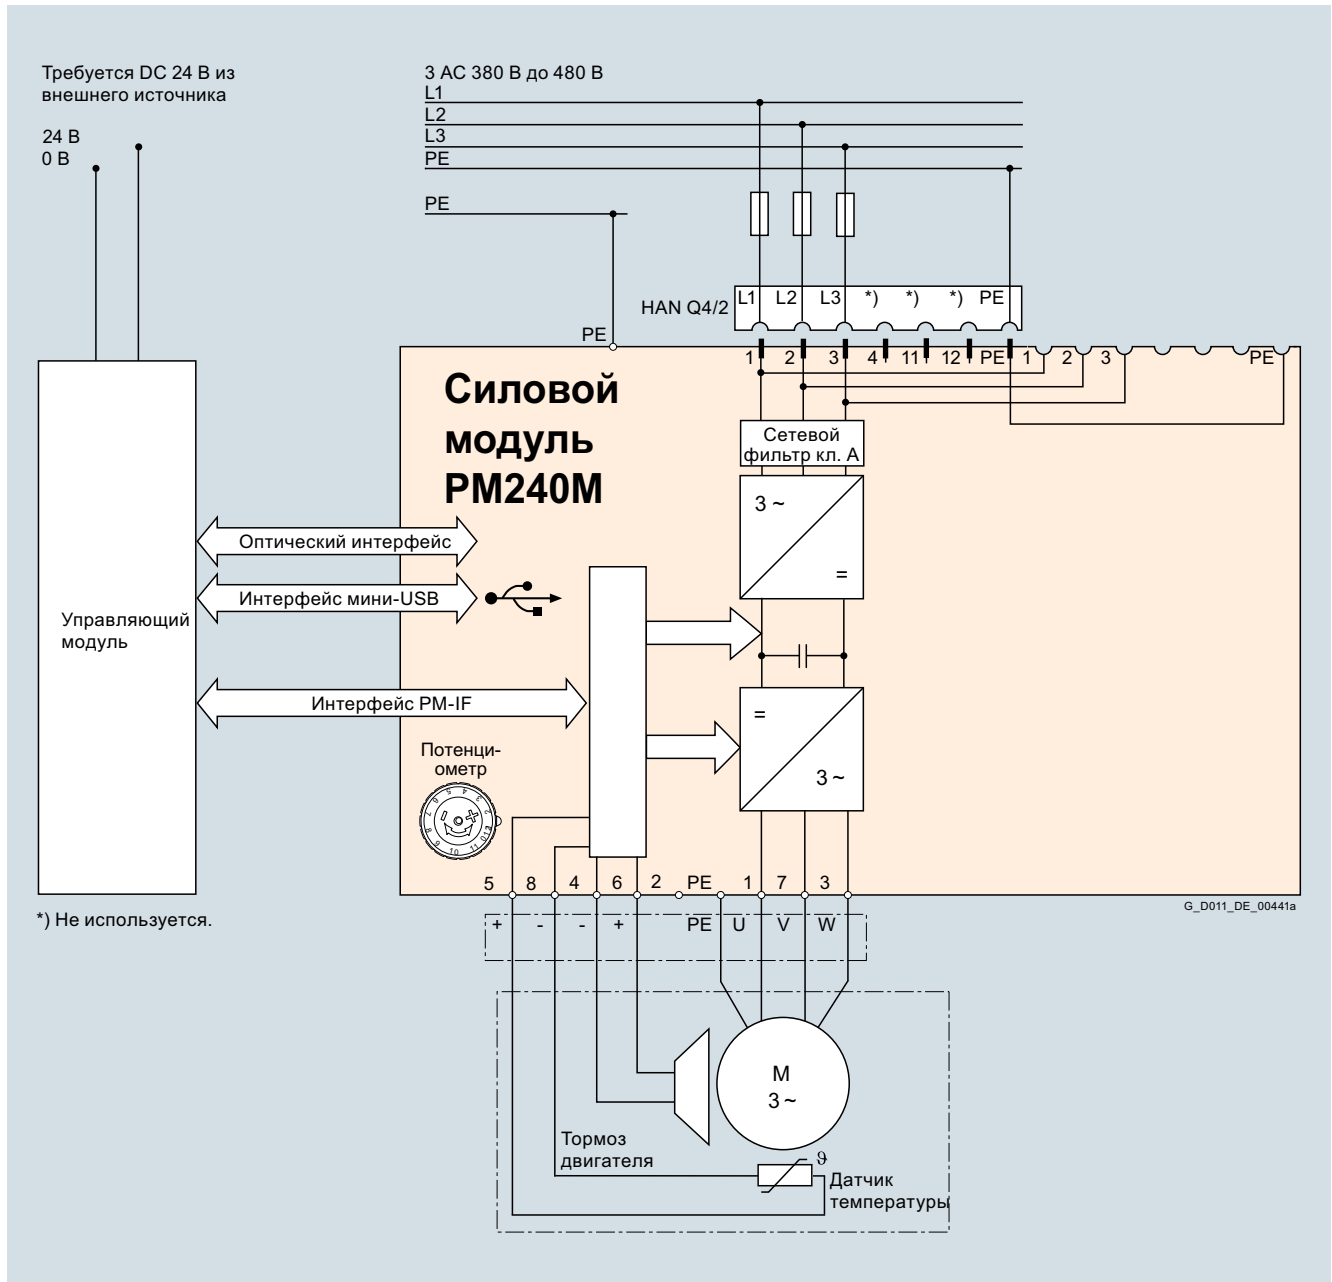 Требуется DC 24 В из
внешнего источника
24 В
0 В
3 AC 380 В до 480 В
L1
L2
L3
PE
PE
HAN Q4/2
L1 L2 L3 *) *) *) PE
PE
1 2 3 4 11 12 PE 1 2 3 PE
Силовой
модуль
PM240M
Сетевой
фильтр кл. A
3 ~
=
Оптический интерфейс
Интерфейс мини-USB
Управляющий
модуль
Интерфейс PM-IF
=
3 ~
Потенци-
ометр
5 8 4 6 2 PE 1 7 3
G_D011_DE_00441a
*) Не используется.
+ - - + PE U V W
M
3 ~
Тормоз
двигателя
ϑ
Датчик
температуры